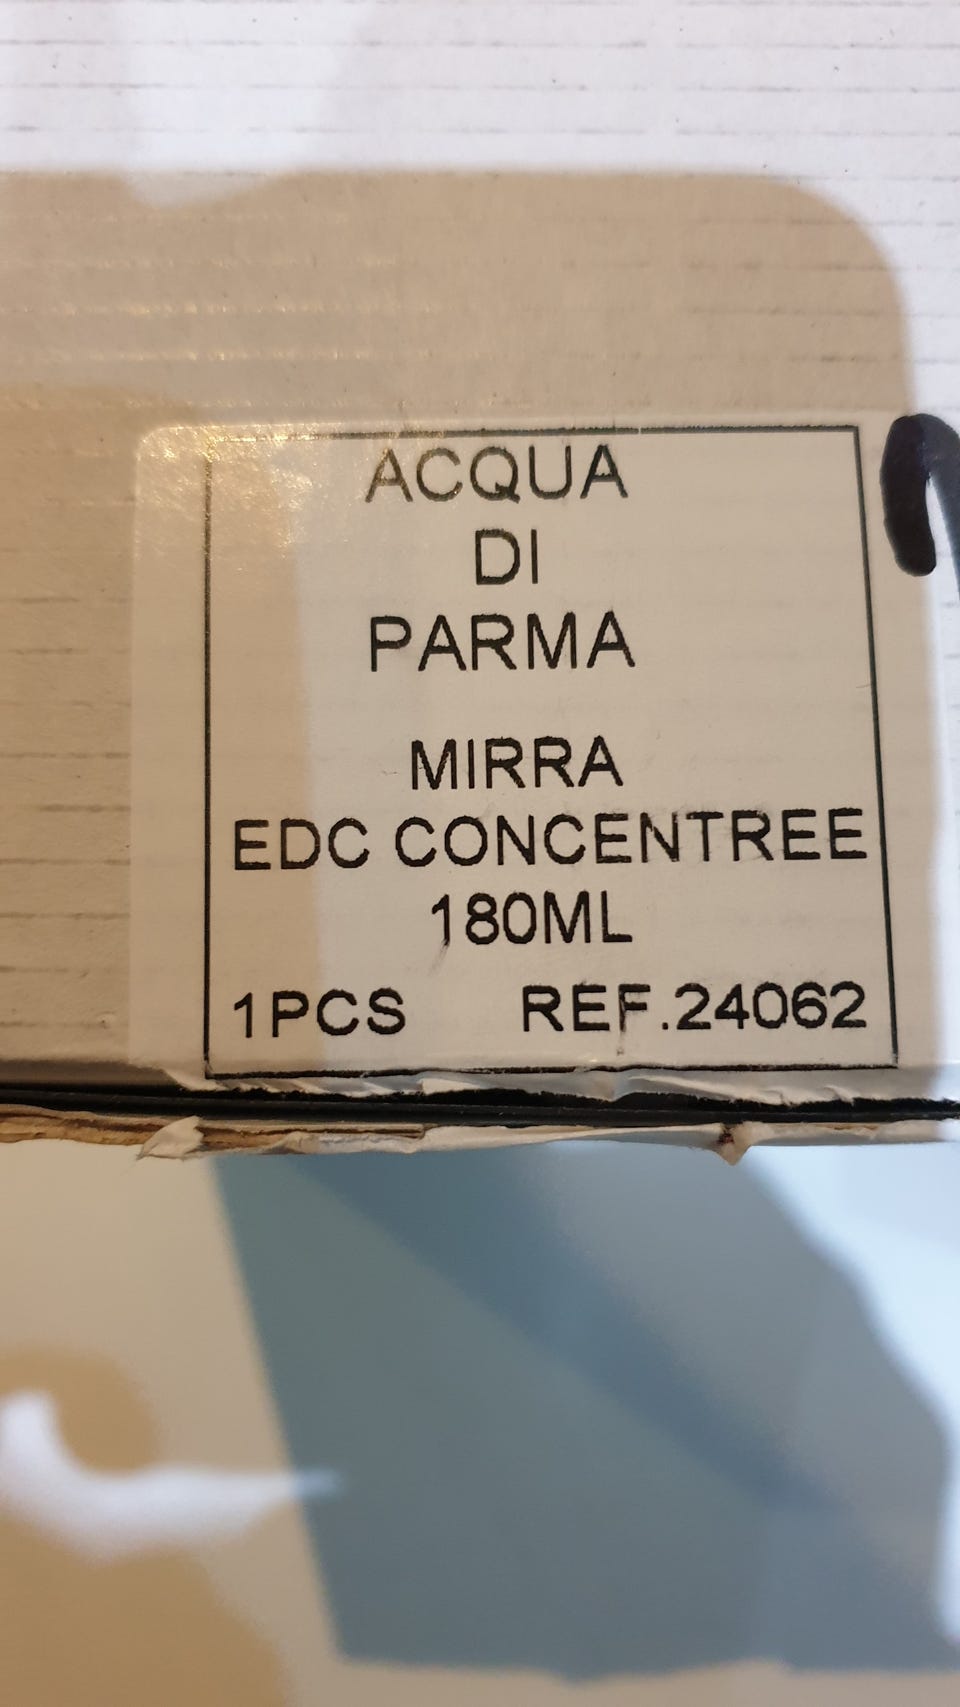 ACQUA
DI
PARMA
MIRRA
EDC CONCENTREE
180ML
1PCS REF.24062